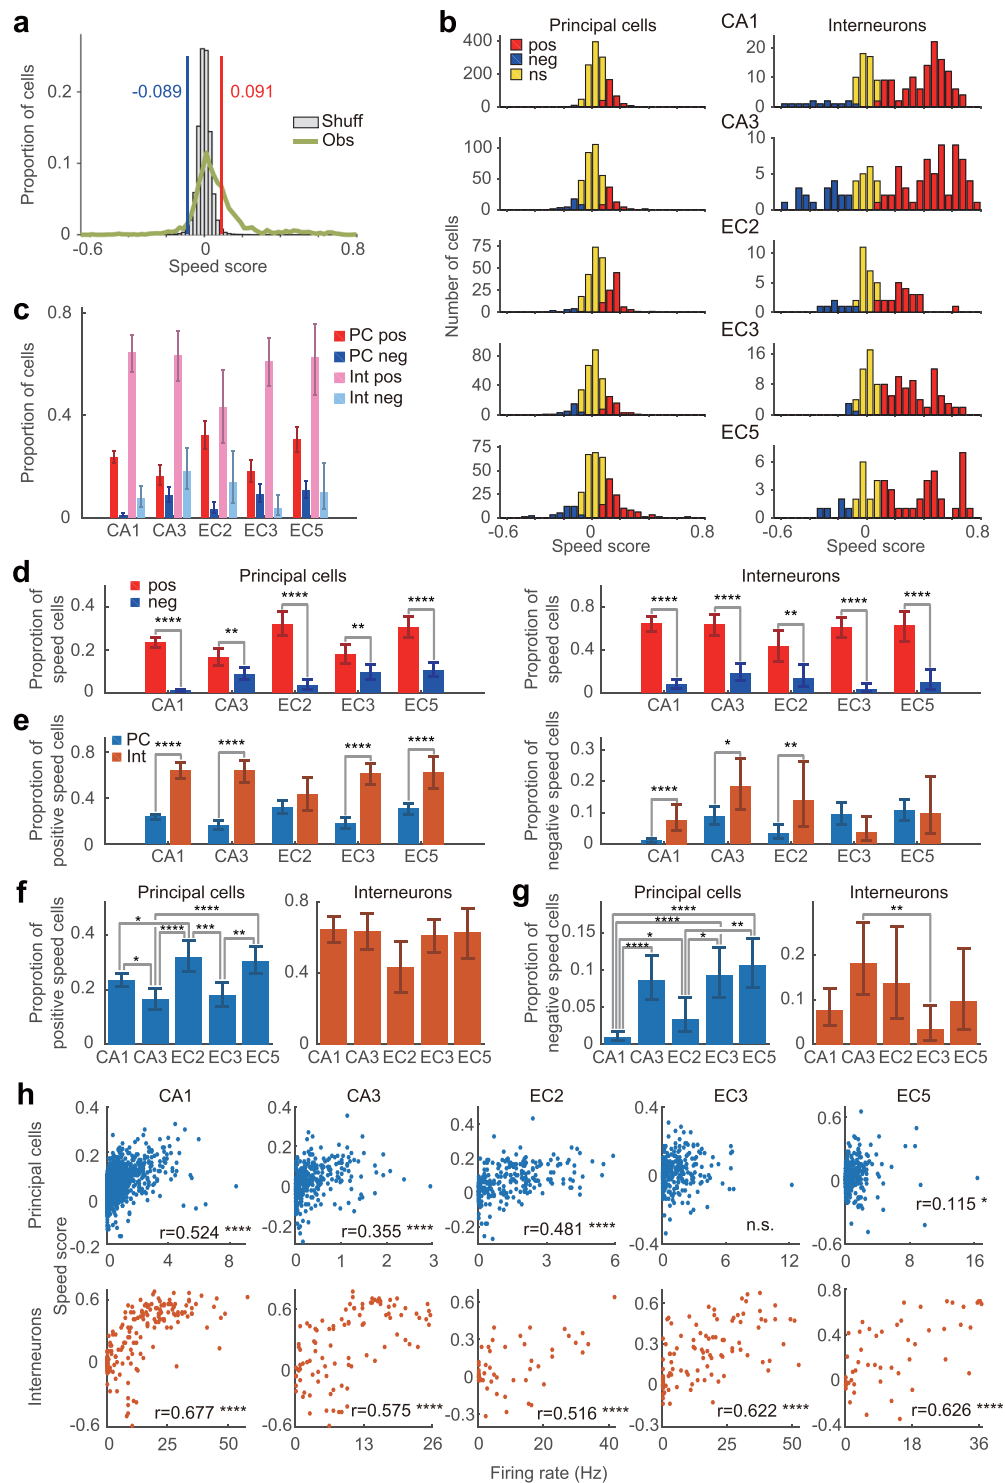 a
Proportion of cells
0.2
0.1
0
-0.089
0.091
Shuff
Obs
-0.6
0
0.8
Speed score
b
Principal cells
CA1
Interneurons
pos
neg
ns
400
200
0
20
10
0
CA3
100
50
0
10
5
0
EC2
75
50
25
0
20
10
0
EC3
80
40
0
16
8
0
EC5
75
50
25
0
6
3
0
Number of cells
-0.6
0
0.8
-0.6
0
0.8
Speed score
Speed score
c
Proportion of cells
0.8
0.4
0
PC pos
PC neg
Int pos
Int neg
CA1 CA3 EC2 EC3 EC5
d
Principal cells
Interneurons
pos
neg
Proportion of
speed cells
0.4
0.2
0
**** ** **** ** ****
CA1 CA3 EC2 EC3 EC5
Proportion of
speed cells
0.8
0.4
0
**** **** ** **** ****
CA1 CA3 EC2 EC3 EC5
e
PC
Int
Proprotion of
positive speed cells
0.8
0.4
0
**** **** **** ****
CA1 CA3 EC2 EC3 EC5
Proprotion of
negative speed cells
0.3
0.2
0.1
0
**** * **
CA1 CA3 EC2 EC3 EC5
f
Principal cells
Interneurons
Proportion of
positive speed cells
0.4
0.2
0
****
* **** *** **
*
CA1 CA3 EC2 EC3 EC5
0.8
0.4
0
CA1 CA3 EC2 EC3 EC5
g
Principal cells
Interneurons
Proportion of
negative speed cells
0.15
0.1
0.05
0
****
****
* * **
****
CA1 CA3 EC2 EC3 EC5
0.2
0.1
0
**
CA1 CA3 EC2 EC3 EC5
h
CA1 CA3 EC2 EC3 EC5
Principal cells
Speed score
Interneurons
0.4
0.2
0
-0.2
r=0.524 ****
0 4 8
0.4
0.2
0
-0.2
r=0.355 ****
0 1 2 3
0.4
0.2
0
-0.2
r=0.481 ****
0 3 6
0.4
0
-0.4
n.s.
0 6 12
0.6
0
-0.6
r=0.115 *
0 8 16
0.6
0
-0.6
r=0.677 ****
0 25 50
0.6
0
-0.6
r=0.575 ****
0 13 26
0.6
0.3
0
-0.3
r=0.516 ****
0 20 40
0.6
0.3
0
-0.3
r=0.622 ****
0 25 50
0.8
0.4
0
-0.4
r=0.626 ****
0 18 36
Firing rate (Hz)